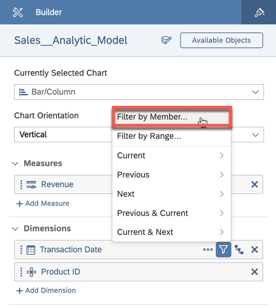 Builder
Sales__Analytic_Model
Available Objects
Currently Selected Chart
Bar/Column
Chart Orientation
Vertical
Filter by Member...
Filter by Range...
Current
Previous
Next
Previous & Current
Current & Next
Measures
Revenue
+ Add Measure
Dimensions
Transaction Date
Product ID
+ Add Dimension